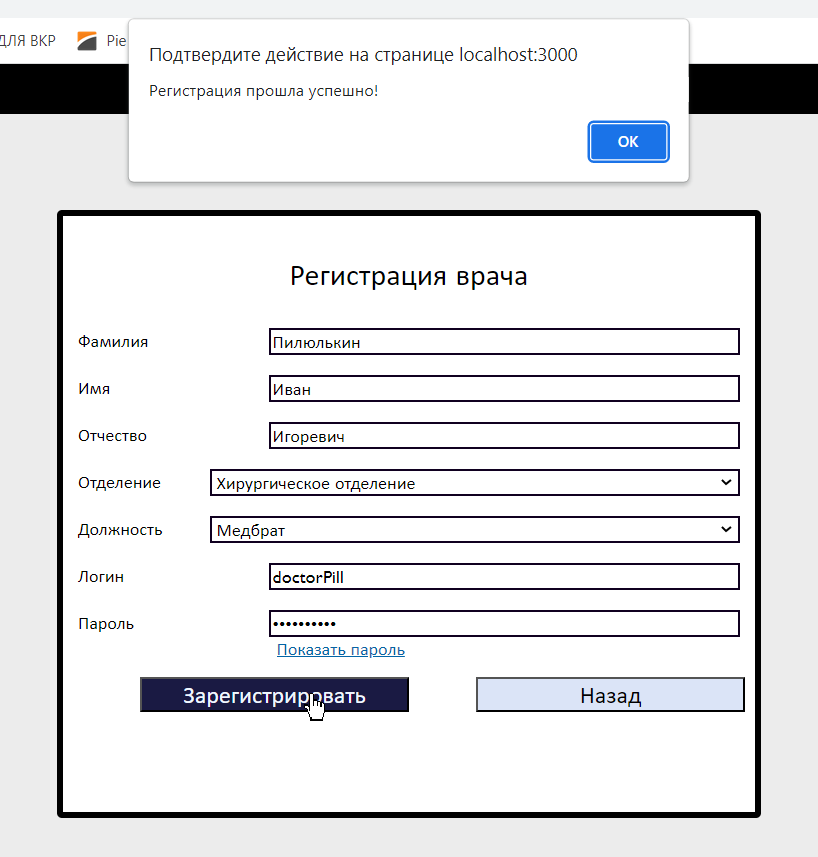 ДЛЯ ВКР Pie
Подтвердите действие на странице localhost:3000
Регистрация прошла успешно!
ОК
Регистрация врача
Фамилия Пилюлькин
Имя Иван
Отчество Игоревич
Отделение Хирургическое отделение
Должность Медбрат
Логин doctorPill
Пароль ••••••••••
Показать пароль
Зарегистрировать Назад